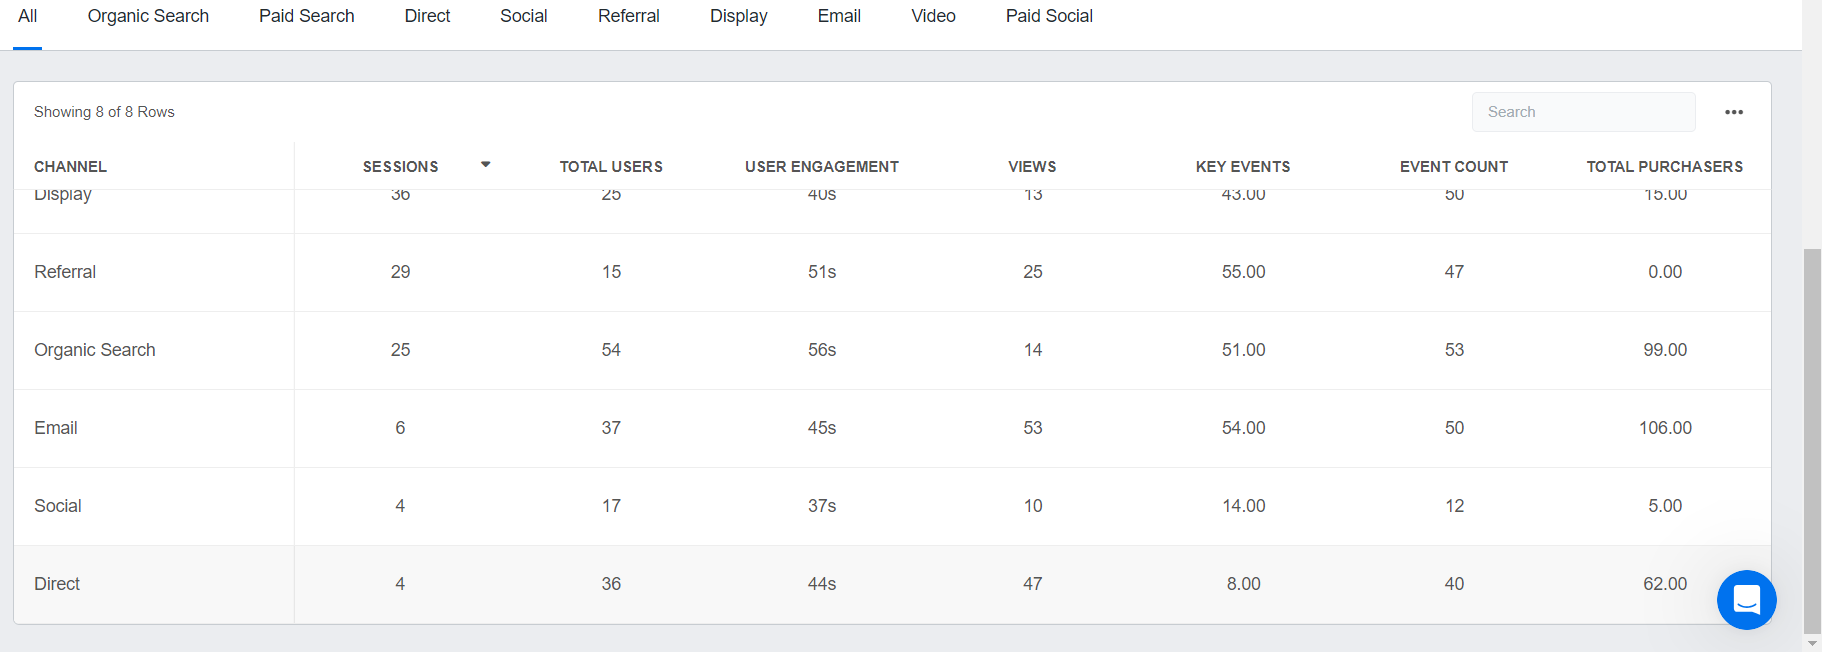 All Organic Search Paid Search Direct Social Referral Display Email Video Paid Social
Showing 8 of 8 Rows Search
CHANNEL SESSIONS TOTAL USERS USER ENGAGEMENT VIEWS KEY EVENTS EVENT COUNT TOTAL PURCHASERS
Display 36 25 40s 13 43.00 50 15.00
Referral 29 15 51s 25 55.00 47 0.00
Organic Search 25 54 56s 14 51.00 53 99.00
Email 6 37 45s 53 54.00 50 106.00
Social 4 17 37s 10 14.00 12 5.00
Direct 4 36 44s 47 8.00 40 62.00